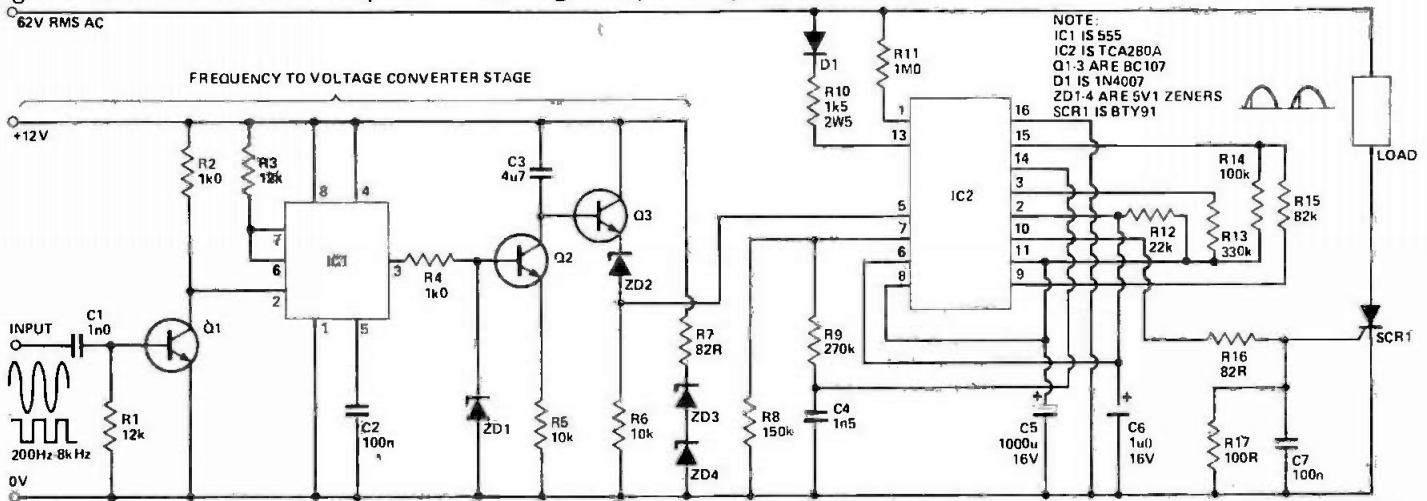 62V RMS AC
NOTE:
IC1 IS 555
IC2 IS TCA280A
Q1-3 ARE BC107
D1 IS 1N4007
ZD1-4 ARE 5V1 ZENERS
SCR1 IS BTY91
FREQUENCY TO VOLTAGE CONVERTER STAGE
+12V
R2
1k0
R3
8
4
7
6
2
3
1
5
C1
1n0
INPUT
200Hz-8kHz
R1
12k
Q1
C2
100n
R4
1k0
ZD1
C3
4u7
Q2
Q3
ZD2
R5
10k
R6
10k
R7
82R
ZD3
ZD4
0V
D1
R10
1k5
2W5
R11
1M0
1
13
5
7
6
8
IC2
16
15
14
3
2
10
11
9
R8
150k
R9
270k
C4
1n5
R12
22k
R13
330k
R14
100k
R15
82k
C5
1000u
16V
C6
1u0
16V
R16
82R
R17
100R
C7
100n
LOAD
SCR1